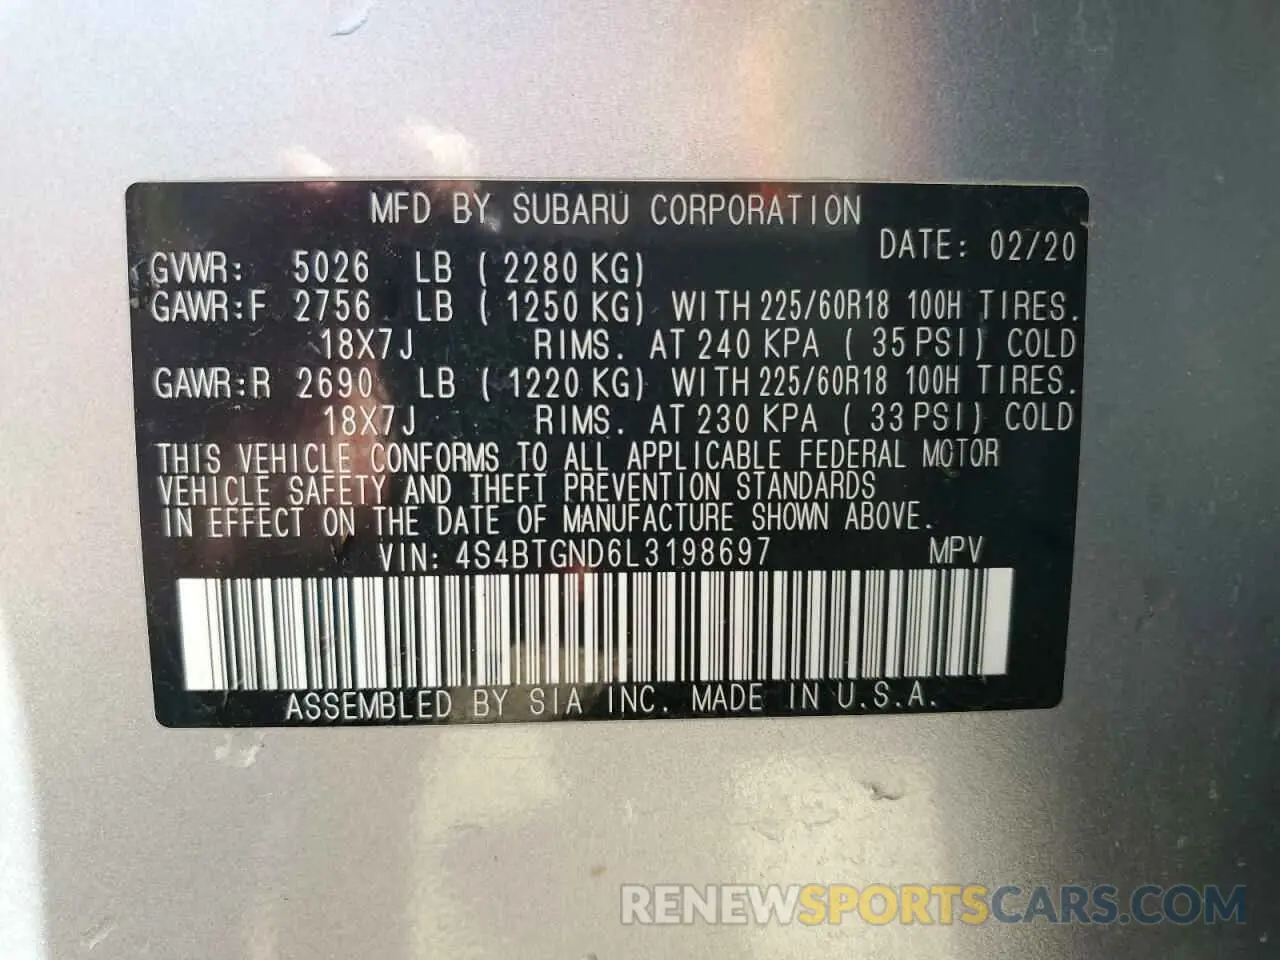 MFD BY SUBARU CORPORATION
DATE: 02/20
GVWR: 5026 LB ( 2280 KG)
GAWR:F 2756 LB ( 1250 KG) WITH 225/60R18 100H TIRES.
18X7J RIMS. AT 240 KPA ( 35 PSI) COLD
GAWR:R 2690 LB ( 1220 KG) WITH 225/60R18 100H TIRES.
18X7J RIMS. AT 230 KPA ( 33 PSI) COLD
THIS VEHICLE CONFORMS TO ALL APPLICABLE FEDERAL MOTOR
VEHICLE SAFETY AND THEFT PREVENTION STANDARDS
IN EFFECT ON THE DATE OF MANUFACTURE SHOWN ABOVE.
VIN: 4S4BTGND6L3198697 MPV
ASSEMBLED BY SIA INC. MADE IN U.S.A.
RENEWSPORTSCARS.COM